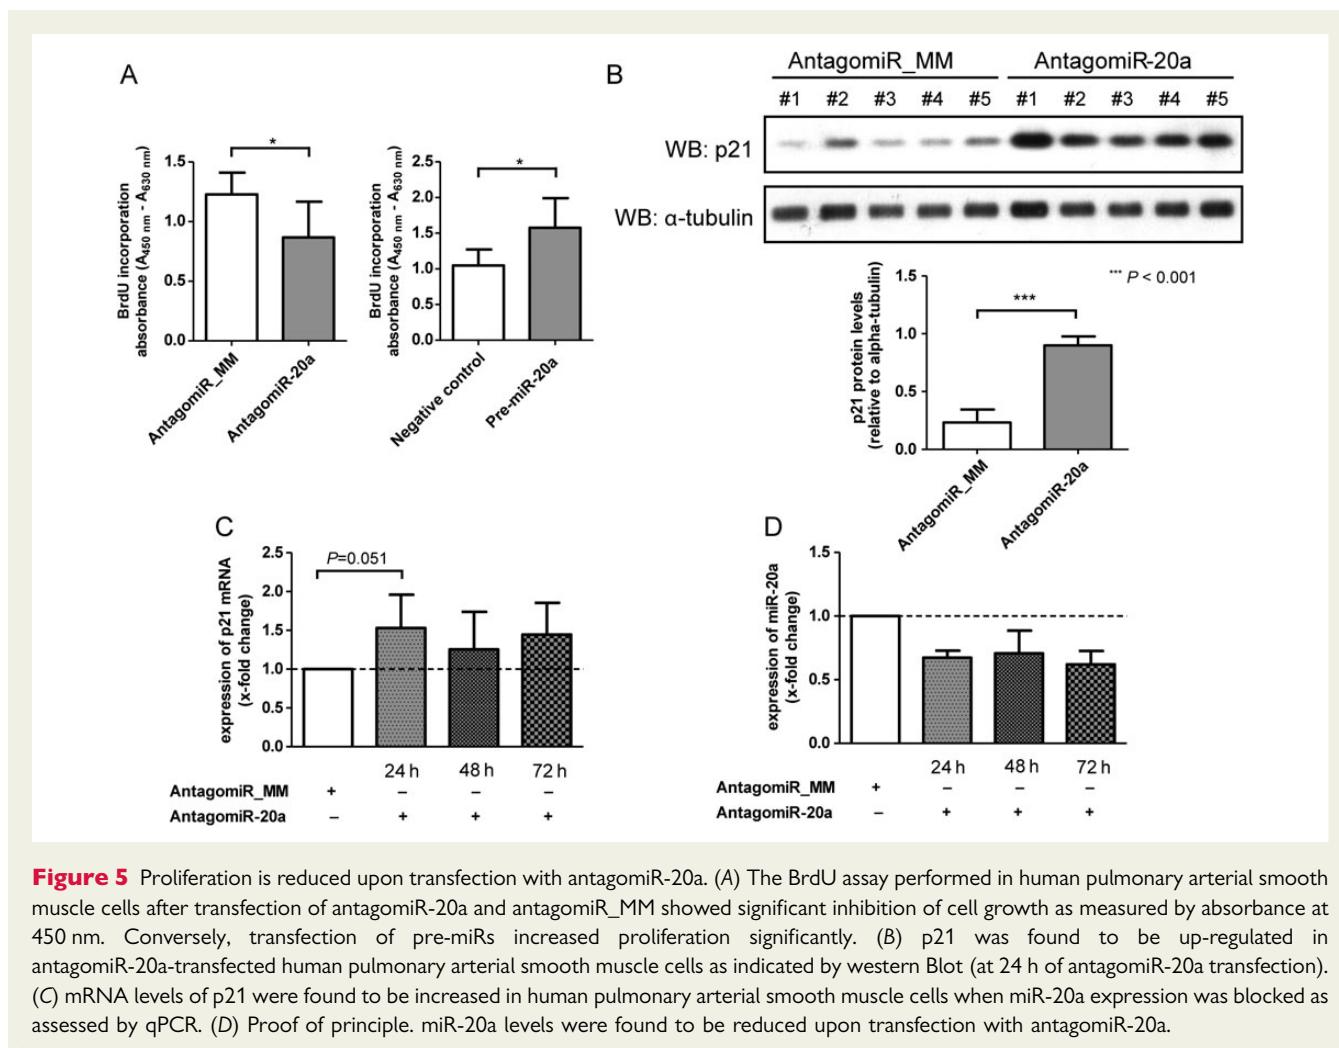 A
BrdU incorporation
absorbance (A450 nm - A630 nm)
1.5
1.0
0.5
0.0
*
AntagomiR_MM
AntagomiR-20a
BrdU incorporation
absorbance (A450 nm - A630 nm)
2.5
2.0
1.5
1.0
0.5
0.0
*
Negative control
Pre-miR-20a
B
AntagomiR_MM AntagomiR-20a
#1 #2 #3 #4 #5 #1 #2 #3 #4 #5
WB: p21
WB: α-tubulin
p21 protein levels
(relative to alpha-tubulin)
1.5
1.0
0.5
0.0
***
*** P < 0.001
AntagomiR_MM
AntagomiR-20a
C
expression of p21 mRNA
(x-fold change)
2.5
2.0
1.5
1.0
0.5
0.0
P=0.051
24 h 48 h 72 h
AntagomiR_MM + – – –
AntagomiR-20a – + + +
D
expression of miR-20a
(x-fold change)
1.5
1.0
0.5
0.0
24 h 48 h 72 h
AntagomiR_MM + – – –
AntagomiR-20a – + + +
Figure 5 Proliferation is reduced upon transfection with antagomiR-20a. (A) The BrdU assay performed in human pulmonary arterial smooth
muscle cells after transfection of antagomiR-20a and antagomiR_MM showed significant inhibition of cell growth as measured by absorbance at
450 nm. Conversely, transfection of pre-miRs increased proliferation significantly. (B) p21 was found to be up-regulated in
antagomiR-20a-transfected human pulmonary arterial smooth muscle cells as indicated by western Blot (at 24 h of antagomiR-20a transfection).
(C) mRNA levels of p21 were found to be increased in human pulmonary arterial smooth muscle cells when miR-20a expression was blocked as
assessed by qPCR. (D) Proof of principle. miR-20a levels were found to be reduced upon transfection with antagomiR-20a.